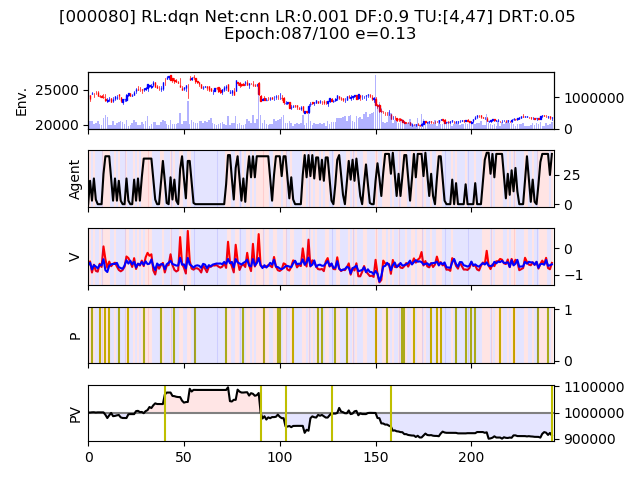 [000080] RL:dqn Net:cnn LR:0.001 DF:0.9 TU:[4,47] DRT:0.05
Epoch:087/100 e=0.13
Env.
25000
20000
1000000
0
Agent
25
0
V
0
−1
P
1
0
PV
1100000
1000000
900000
0 50 100 150 200